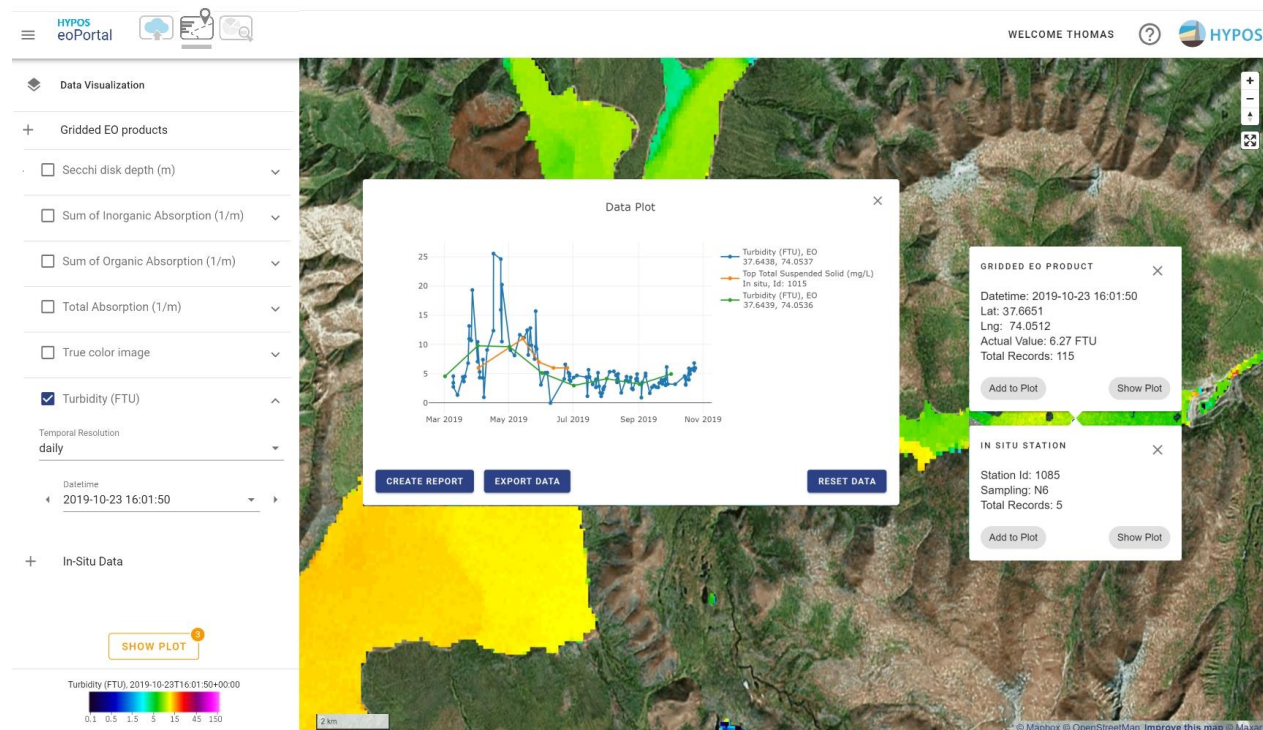 HYPOS
eoPortal
WELCOME THOMAS
?
HYPOS
Data Visualization
Gridded EO products
Secchi disk depth (m)
Sum of Inorganic Absorption (1/m)
Sum of Organic Absorption (1/m)
Total Absorption (1/m)
True color image
Turbidity (FTU)
Temporal Resolution
daily
Datetime
2019-10-23 16:01:50
In-Situ Data
SHOW PLOT
3
Turbidity (FTU), 2019-10-23T16:01:50+00:00
0.1 0.5 1.5 5 15 45 150
Data Plot
25
20
15
10
5
0
Mar 2019 May 2019 Jul 2019 Sep 2019 Nov 2019
Turbidity (FTU), EO
37.6438, 74.0537
Top Total Suspended Solid (mg/L)
In situ, Id: 1015
Turbidity (FTU), EO
37.6439, 74.0536
CREATE REPORT EXPORT DATA RESET DATA
GRIDDED EO PRODUCT
Datetime: 2019-10-23 16:01:50
Lat: 37.6651
Lng: 74.0512
Actual Value: 6.27 FTU
Total Records: 115
Add to Plot Show Plot
IN SITU STATION
Station Id: 1085
Sampling: N6
Total Records: 5
Add to Plot Show Plot
2 km
© Mapbox © OpenStreetMap Improve this map © Maxar